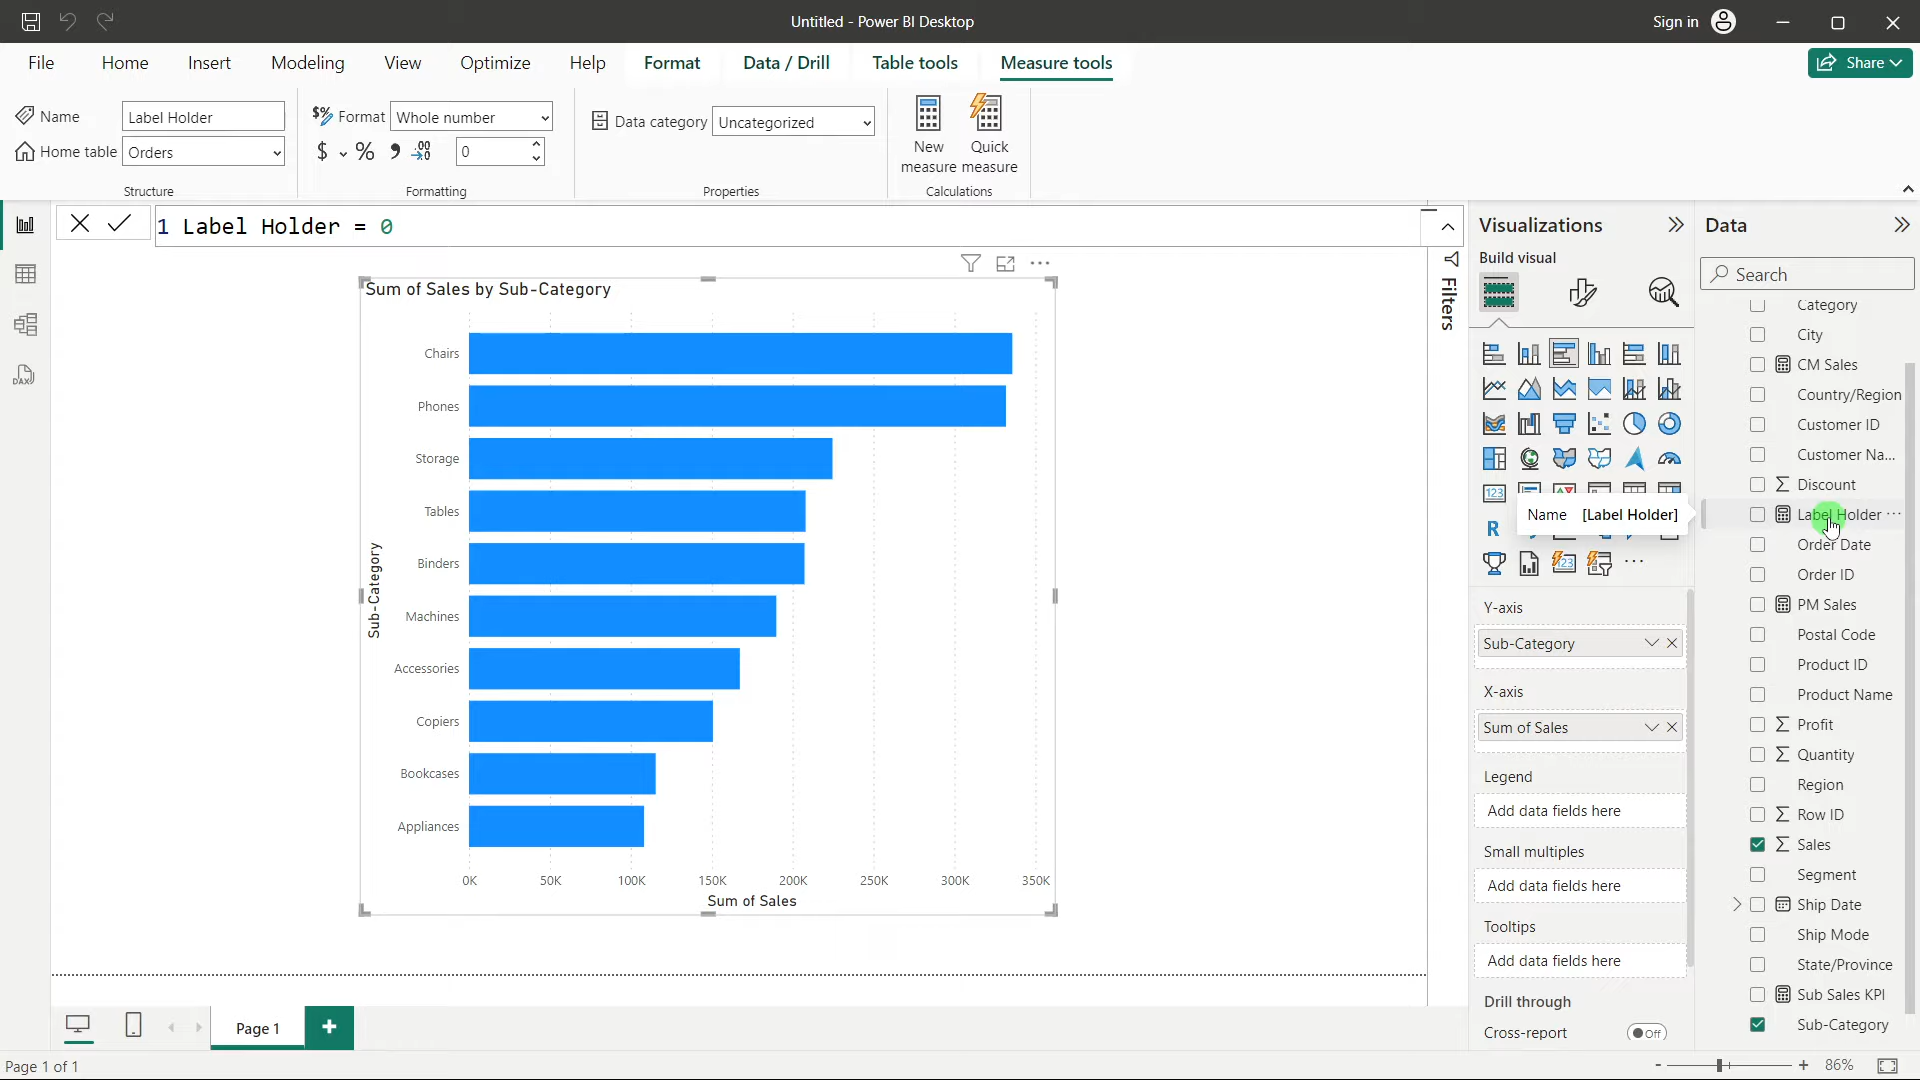 Untitled - Power BI Desktop
Sign in
File Home Insert Modeling View Optimize Help Format Data / Drill Table tools Measure tools
Share
Name Label Holder
Home table Orders
Structure
$% Format Whole number
$ % , .00 0
Formatting
Data category Uncategorized
Properties
New measure
Quick measure
Calculations
1 Label Holder = 0
Sum of Sales by Sub-Category
Sub-Category
Chairs
Phones
Storage
Tables
Binders
Machines
Accessories
Copiers
Bookcases
Appliances
0K 50K 100K 150K 200K 250K 300K 350K
Sum of Sales
Filters
DAX
Visualizations
Build visual
123
R
123
Name [Label Holder]
Y-axis
Sub-Category
X-axis
Sum of Sales
Legend
Add data fields here
Small multiples
Add data fields here
Tooltips
Add data fields here
Drill through
Cross-report Off
Data
Search
Category
City
CM Sales
Country/Region
Customer ID
Customer Na...
Discount
Label Holder
Order Date
Order ID
PM Sales
Postal Code
Product ID
Product Name
Profit
Quantity
Region
Row ID
Sales
Segment
Ship Date
Ship Mode
State/Province
Sub Sales KPI
Sub-Category
Page 1
Page 1 of 1
86%